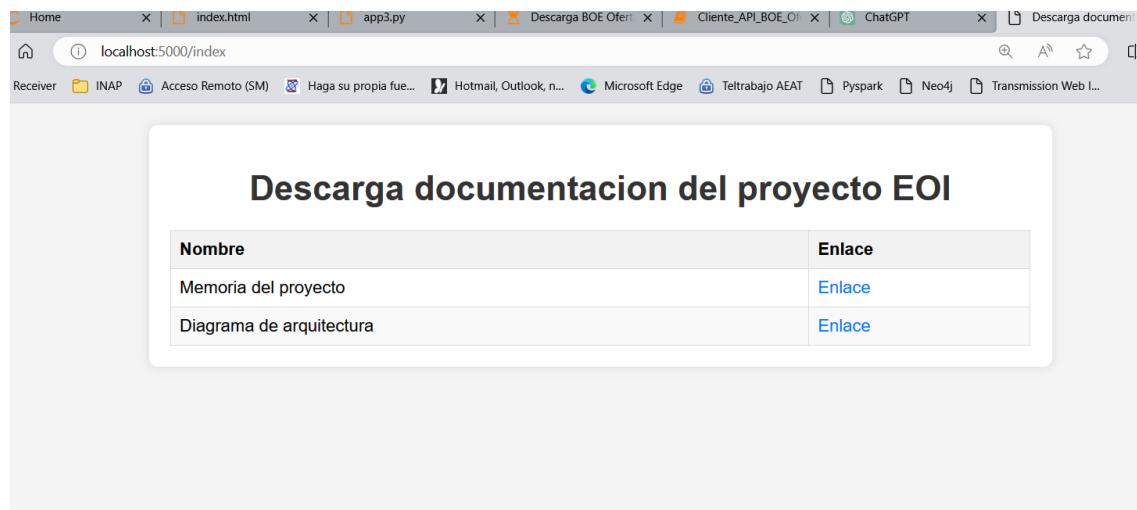 Home
index.html
app3.py
Descarga BOE Ofert
Cliente_API_BOE_Of
ChatGPT
Descarga document
localhost:5000/index
Receiver
INAP
Acceso Remoto (SM)
Haga su propia fue...
Hotmail, Outlook, n...
Microsoft Edge
Teltrabajo AEAT
Pyspark
Neo4j
Transmission Web I...
Descarga documentacion del proyecto EOI
Nombre Enlace
Memoria del proyecto Enlace
Diagrama de arquitectura Enlace